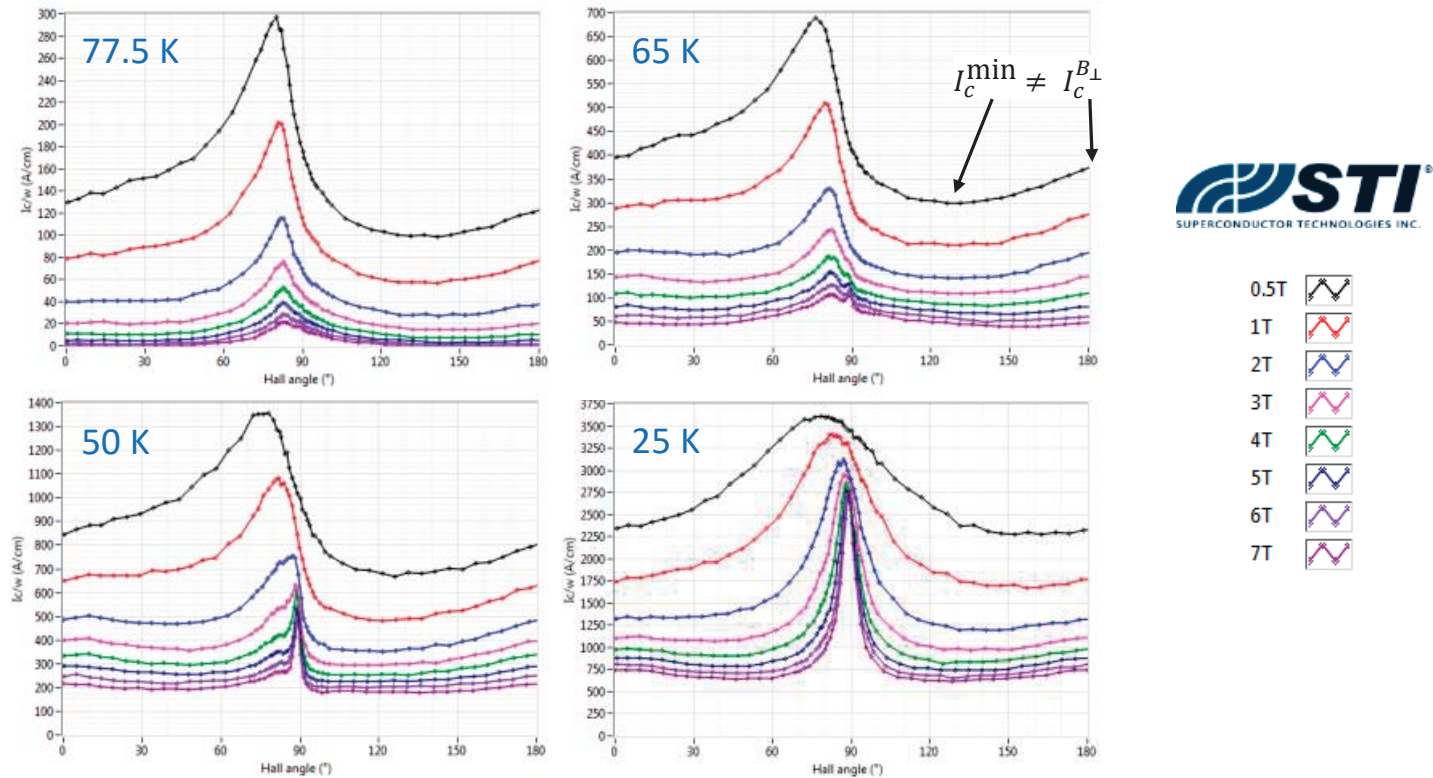 77.5 K
Ic/w (A/cm)
300
280
260
240
220
200
180
160
140
120
100
80
60
40
20
0
0 30 60 90 120 150 180
Hall angle (°)
65 K
I_c^min ≠ I_c^B⊥
Ic/w (A/cm)
700
650
600
550
500
450
400
350
300
250
200
150
100
50
0
0 30 60 90 120 150 180
Hall angle (°)
50 K
Ic/w (A/cm)
1400
1300
1200
1100
1000
900
800
700
600
500
400
300
200
100
0
0 30 60 90 120 150 180
Hall angle (°)
25 K
Ic/w (A/cm)
3750
3500
3250
3000
2750
2500
2250
2000
1750
1500
1250
1000
750
500
250
0
0 30 60 90 120 150 180
Hall angle (°)
STI®
SUPERCONDUCTOR TECHNOLOGIES INC.
0.5T
1T
2T
3T
4T
5T
6T
7T